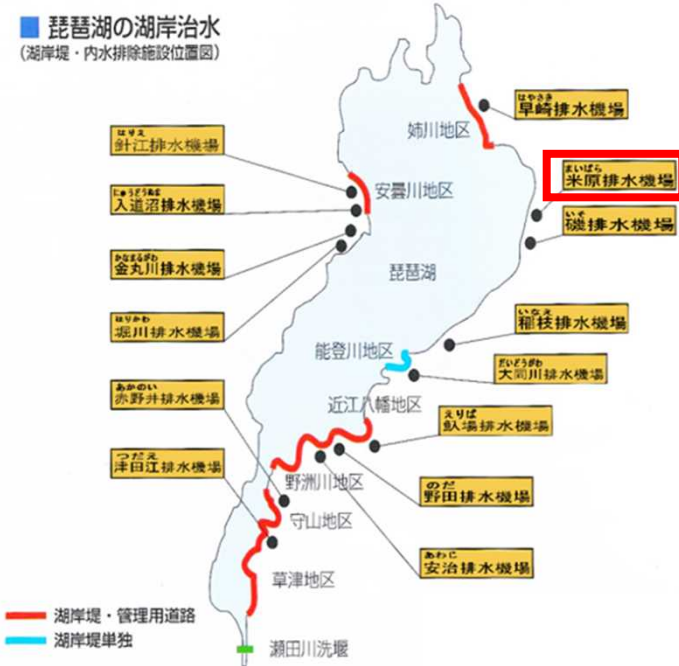 琵琶湖の湖岸治水
（湖岸堤・内水排除施設位置図）
はやさき
早崎排水機場
姉川地区
まいばら
米原排水機場
はりえ
針江排水機場
安曇川地区
にゅうどうぬま
入道沼排水機場
いそ
磯排水機場
かなまるがわ
金丸川排水機場
琵琶湖
ほりかわ
堀川排水機場
いなえ
稲枝排水機場
能登川地区
だいどうがわ
大同川排水機場
あかのい
赤野井排水機場
近江八幡地区
えりば
魞場排水機場
つだえ
津田江排水機場
野洲川地区
のだ
野田排水機場
守山地区
あわじ
安治排水機場
草津地区
湖岸堤・管理用道路
湖岸堤単独
瀬田川洗堰